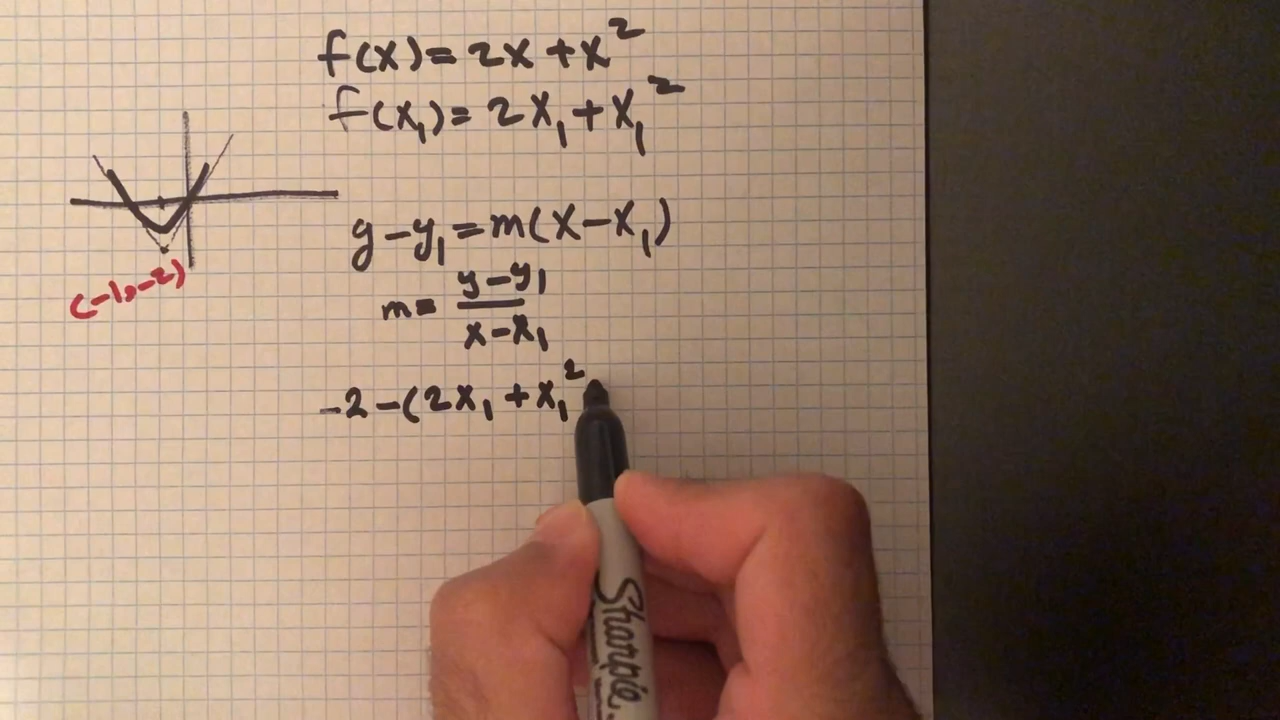 f(x)=2x+x²
f(x₁)=2x₁+x₁²
y-y₁=m(x-x₁)
m=
y-y₁
x-x₁
(-1,-2)
-2-(2x₁+x₁²
Sharpie